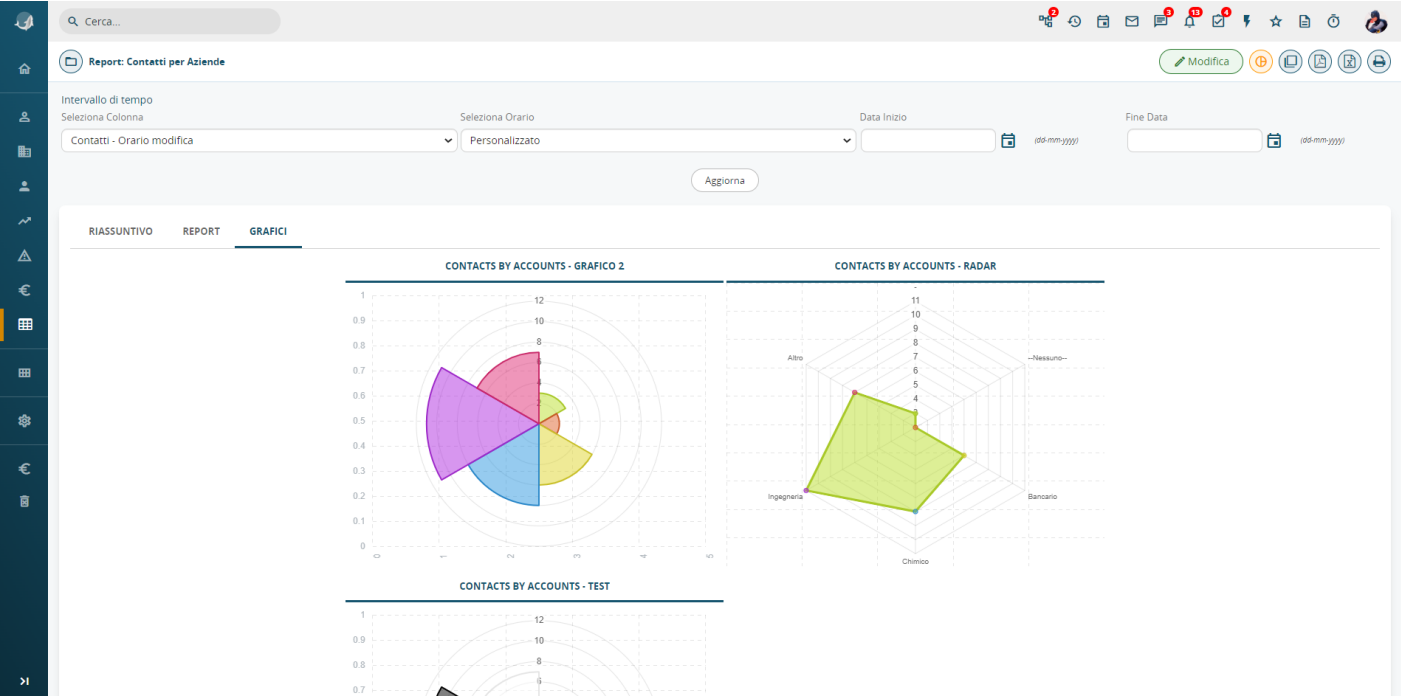 2
3
13
4
Cerca...
Report: Contatti per Aziende
Modifica
Intervallo di tempo
Seleziona Colonna
Seleziona Orario
Data Inizio
Fine Data
Contatti - Orario modifica
Personalizzato
(dd-mm-yyyy)
(dd-mm-yyyy)
Aggiorna
RIASSUNTIVO
REPORT
GRAFICI
CONTACTS BY ACCOUNTS - GRAFICO 2
1
0.9
0.8
0.7
0.6
0.5
0.4
0.3
0.2
0.1
0
12
10
8
6
4
2
0
1
2
3
4
5
CONTACTS BY ACCOUNTS - RADAR
11
10
9
8
7
6
5
4
3
Altro
--Nessuno--
Ingegneria
Bancario
Chimico
CONTACTS BY ACCOUNTS - TEST
1
0.9
0.8
0.7
12
10
8
6